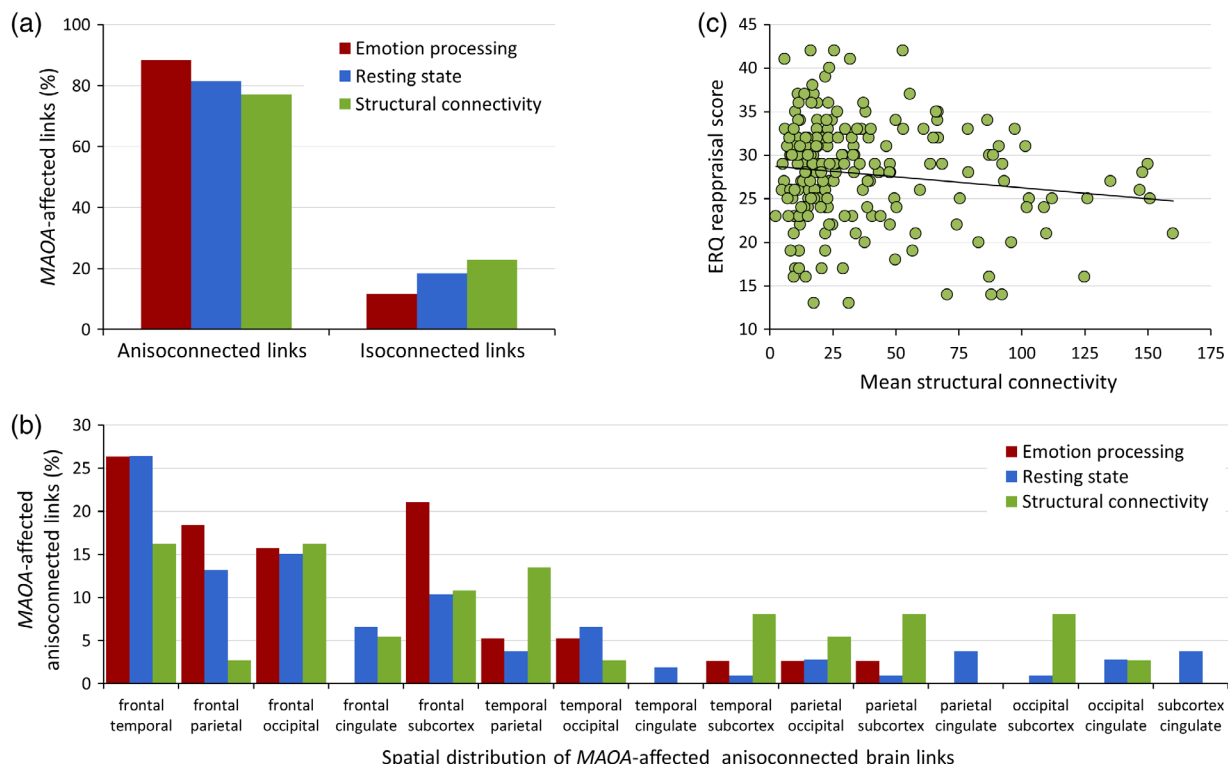 (a)
MAOA-affected links (%)
100
80
60
40
20
0
Emotion processing
Resting state
Structural connectivity
Anisoconnected links
Isoconnected links
(c)
ERQ reappraisal score
45
40
35
30
25
20
15
10
0
25
50
75
100
125
150
175
Mean structural connectivity
(b)
MAOA-affected
anisoconnected links (%)
30
25
20
15
10
5
0
Emotion processing
Resting state
Structural connectivity
frontal
temporal
frontal
parietal
frontal
occipital
frontal
cingulate
frontal
subcortex
temporal
parietal
temporal
occipital
temporal
cingulate
temporal
subcortex
parietal
occipital
parietal
subcortex
parietal
cingulate
occipital
subcortex
occipital
cingulate
subcortex
cingulate
Spatial distribution of MAOA-affected anisoconnected brain links